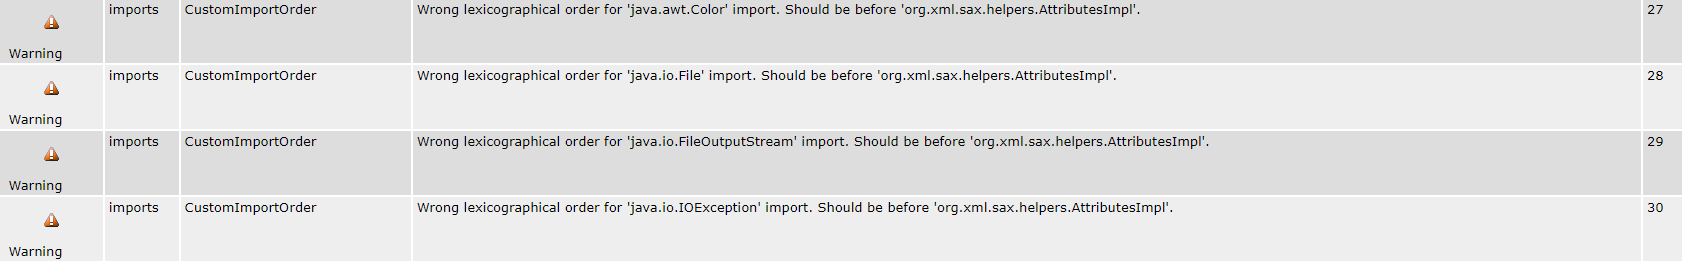 imports CustomImportOrder Wrong lexicographical order for 'java.awt.Color' import. Should be before 'org.xml.sax.helpers.AttributesImpl'. 27
Warning
imports CustomImportOrder Wrong lexicographical order for 'java.io.File' import. Should be before 'org.xml.sax.helpers.AttributesImpl'. 28
Warning
imports CustomImportOrder Wrong lexicographical order for 'java.io.FileOutputStream' import. Should be before 'org.xml.sax.helpers.AttributesImpl'. 29
Warning
imports CustomImportOrder Wrong lexicographical order for 'java.io.IOException' import. Should be before 'org.xml.sax.helpers.AttributesImpl'. 30
Warning